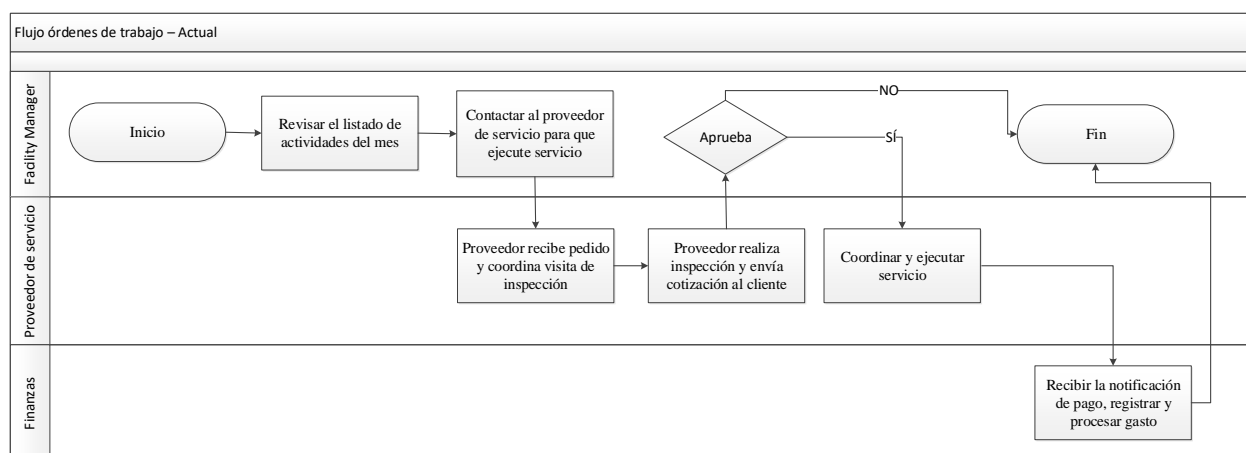 Flujo órdenes de trabajo – Actual
Facility Manager
Inicio
Revisar el listado de
actividades del mes
Contactar al proveedor
de servicio para que
ejecute servicio
Aprueba
NO
SÍ
Fin
Proveedor de servicio
Proveedor recibe pedido
y coordina visita de
inspección
Proveedor realiza
inspección y envía
cotización al cliente
Coordinar y ejecutar
servicio
Finanzas
Recibir la notificación
de pago, registrar y
procesar gasto